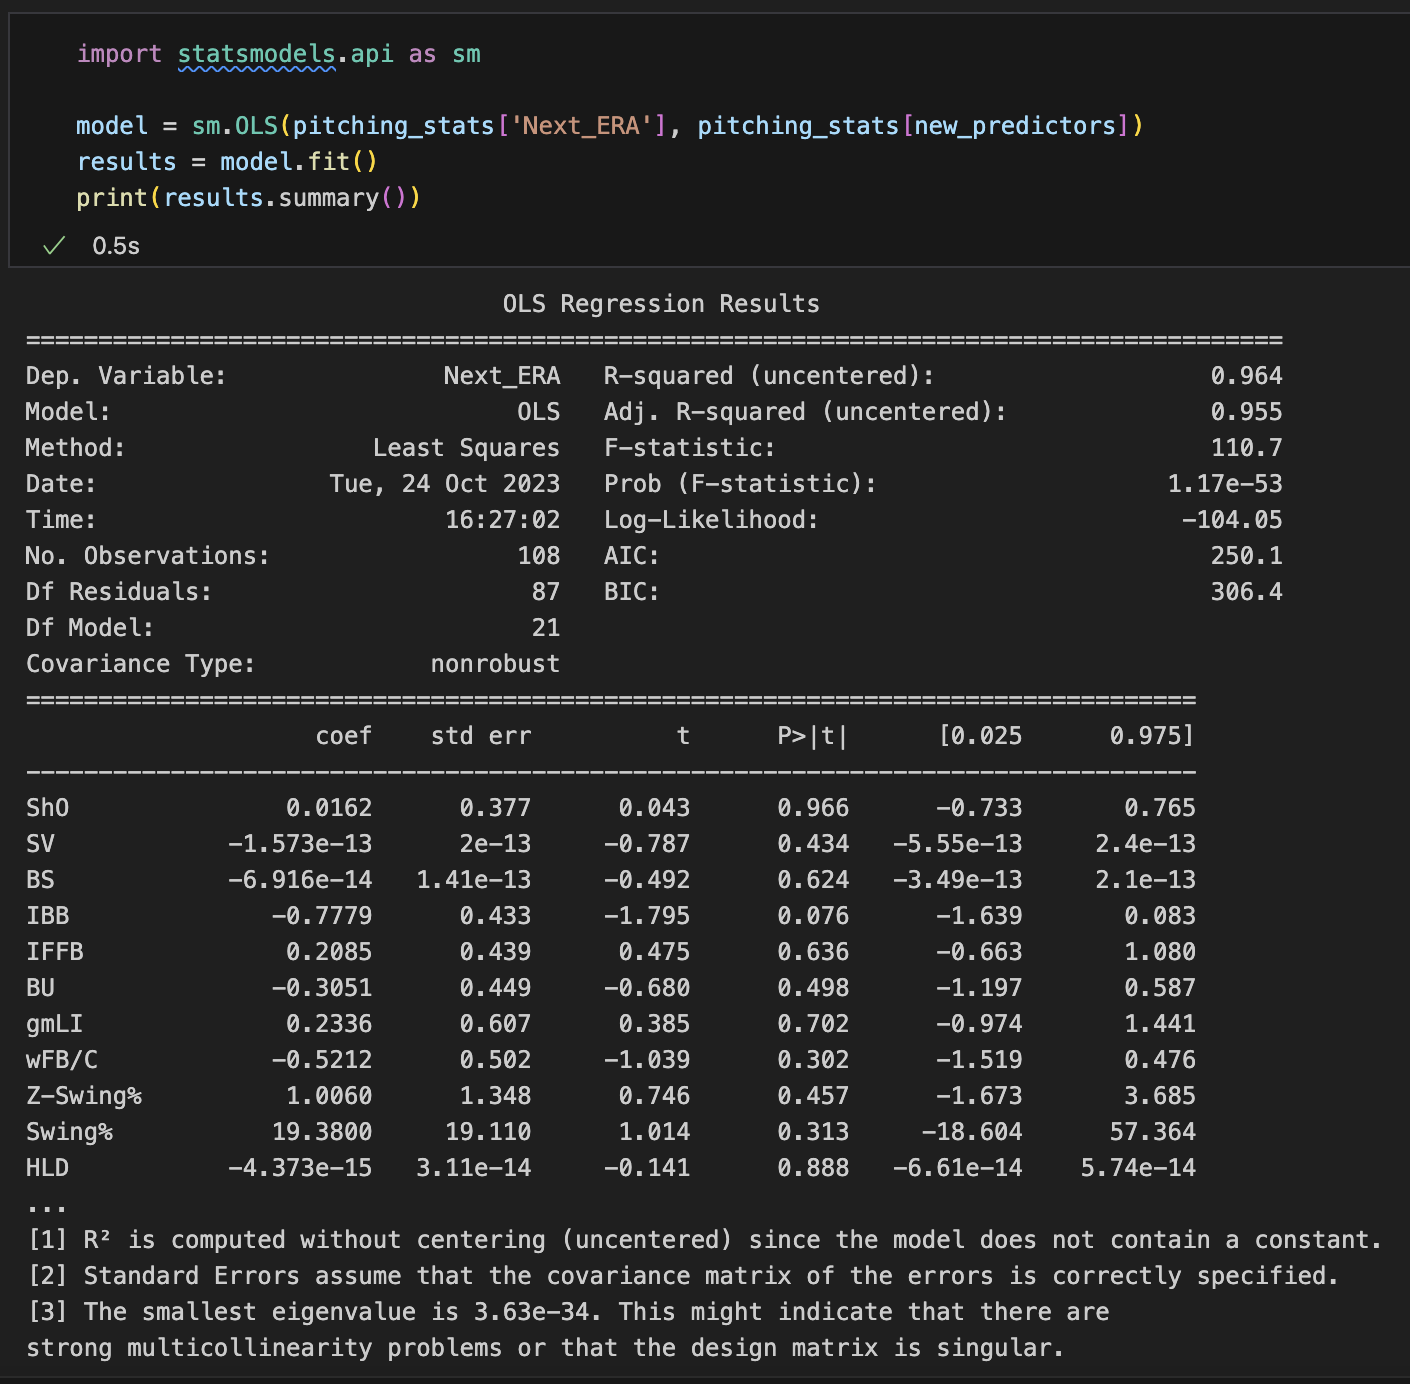 import statsmodels.api as sm
model = sm.OLS(pitching_stats['Next_ERA'], pitching_stats[new_predictors])
results = model.fit()
print(results.summary())
✓ 0.5s
OLS Regression Results
==============================================================================
Dep. Variable: Next_ERA R-squared (uncentered): 0.964
Model: OLS Adj. R-squared (uncentered): 0.955
Method: Least Squares F-statistic: 110.7
Date: Tue, 24 Oct 2023 Prob (F-statistic): 1.17e-53
Time: 16:27:02 Log-Likelihood: -104.05
No. Observations: 108 AIC: 250.1
Df Residuals: 87 BIC: 306.4
Df Model: 21
Covariance Type: nonrobust
==============================================================================
coef std err t P>|t| [0.025 0.975]
------------------------------------------------------------------------------
ShO 0.0162 0.377 0.043 0.966 -0.733 0.765
SV -1.573e-13 2e-13 -0.787 0.434 -5.55e-13 2.4e-13
BS -6.916e-14 1.41e-13 -0.492 0.624 -3.49e-13 2.1e-13
IBB -0.7779 0.433 -1.795 0.076 -1.639 0.083
IFFB 0.2085 0.439 0.475 0.636 -0.663 1.080
BU -0.3051 0.449 -0.680 0.498 -1.197 0.587
gmLI 0.2336 0.607 0.385 0.702 -0.974 1.441
wFB/C -0.5212 0.502 -1.039 0.302 -1.519 0.476
Z-Swing% 1.0060 1.348 0.746 0.457 -1.673 3.685
Swing% 19.3800 19.110 1.014 0.313 -18.604 57.364
HLD -4.373e-15 3.11e-14 -0.141 0.888 -6.61e-14 5.74e-14
...
[1] R² is computed without centering (uncentered) since the model does not contain a constant.
[2] Standard Errors assume that the covariance matrix of the errors is correctly specified.
[3] The smallest eigenvalue is 3.63e-34. This might indicate that there are
strong multicollinearity problems or that the design matrix is singular.